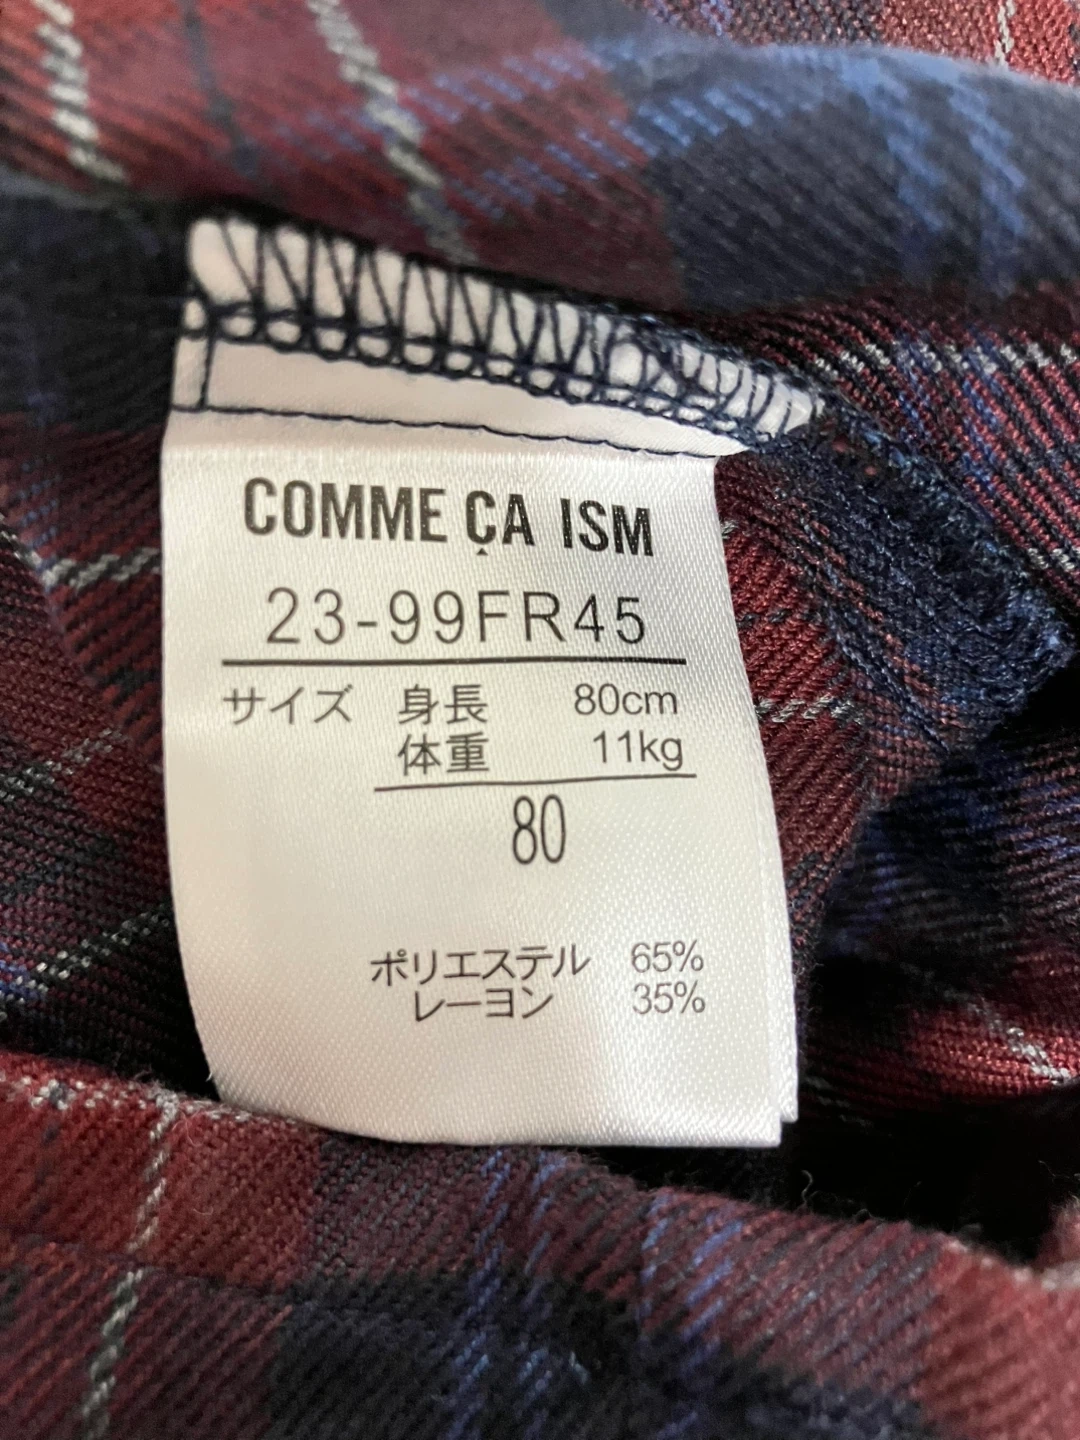 COMME ÇA ISM
23-99FR45
サイズ 身長 80cm
体重 11kg
80
ポリエステル 65%
レーヨン 35%